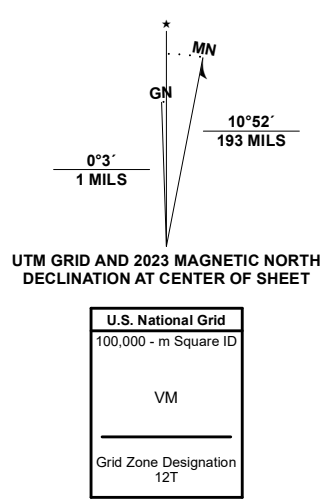 ★
MN
GN
10°52´
193 MILS
0°3´
1 MILS
UTM GRID AND 2023 MAGNETIC NORTH
DECLINATION AT CENTER OF SHEET
U.S. National Grid
100,000 - m Square ID
VM
Grid Zone Designation
12T